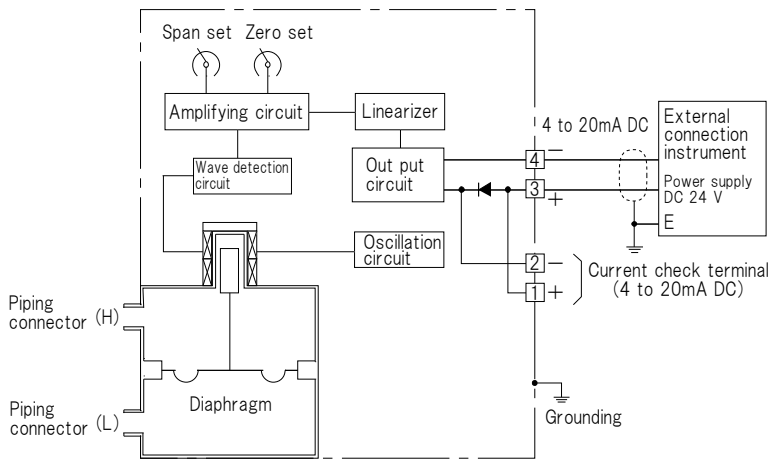 Span set
Zero set
Amplifying circuit
Linearizer
Wave detection
circuit
Out put
circuit
Oscillation
circuit
4 to 20mA DC
4
−
3
+
2
−
1
+
External
connection
instrument
Power supply
DC 24 V
E
Current check terminal
(4 to 20mA DC)
Piping
connector (H)
Diaphragm
Piping
connector (L)
Grounding